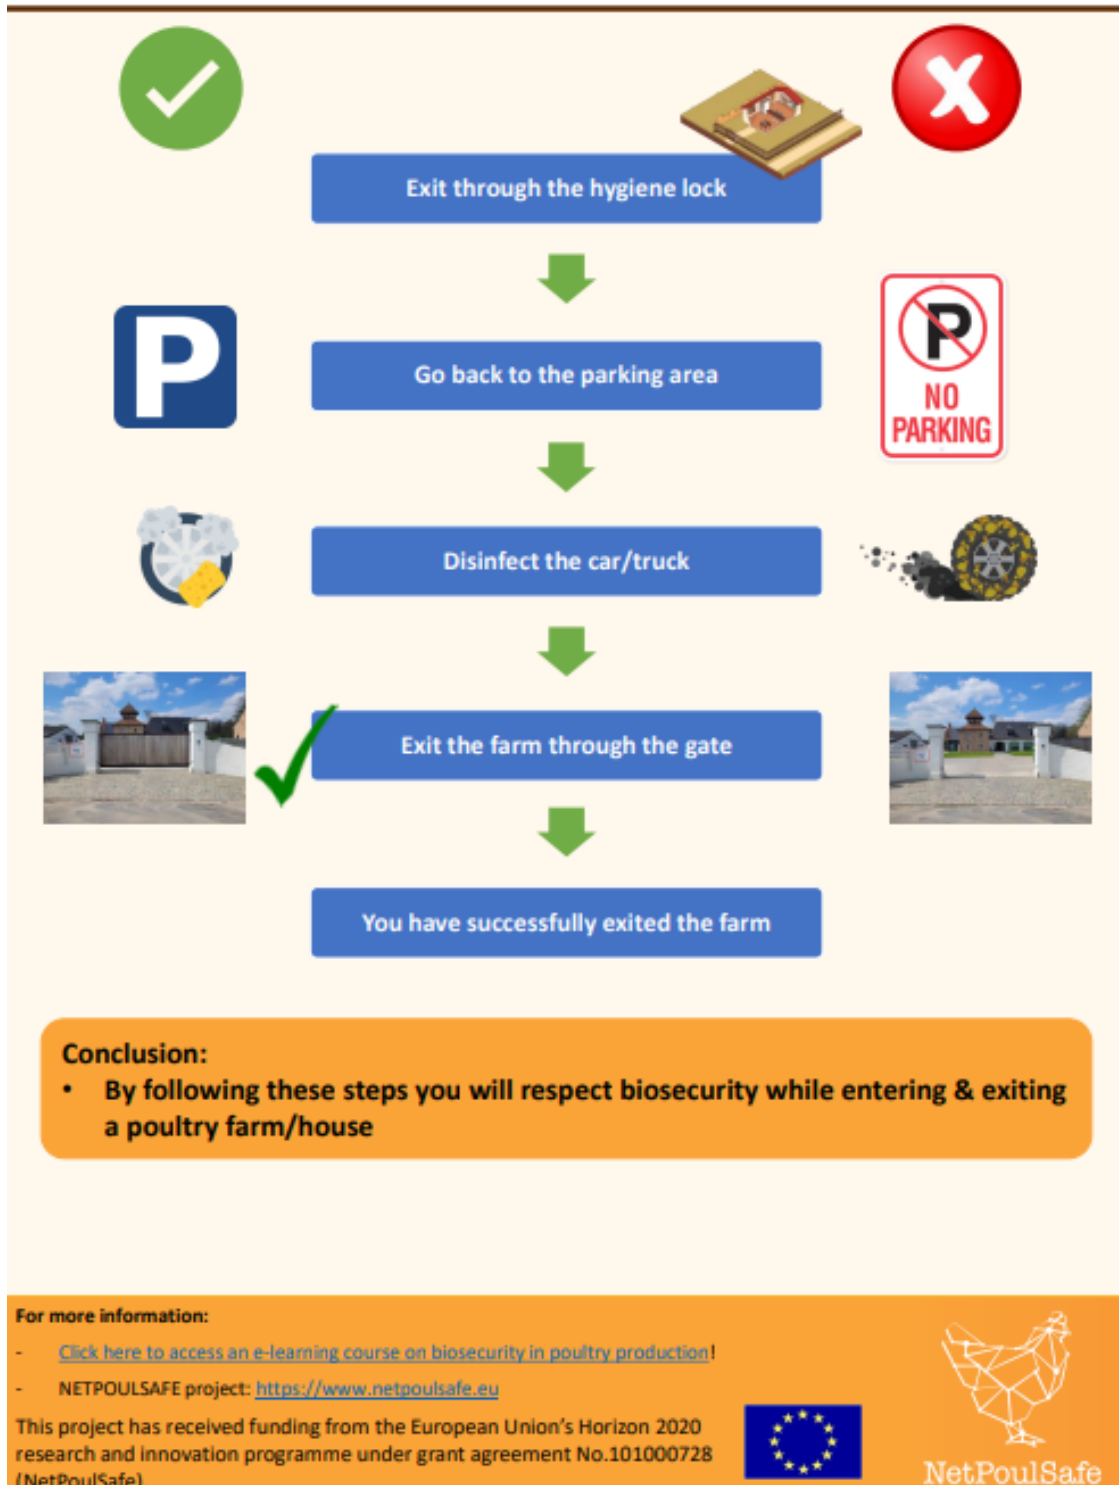 Exit through the hygiene lock
P
Go back to the parking area
P
NO
PARKING
Disinfect the car/truck
Exit the farm through the gate
You have successfully exited the farm
Conclusion:
• By following these steps you will respect biosecurity while entering & exiting
a poultry farm/house
For more information:
- Click here to access an e-learning course on biosecurity in poultry production!
- NETPOULSAFE project: https://www.netpoulsafe.eu
This project has received funding from the European Union's Horizon 2020
research and innovation programme under grant agreement No.101000728
(NetPoulSafe)
NetPoulSafe